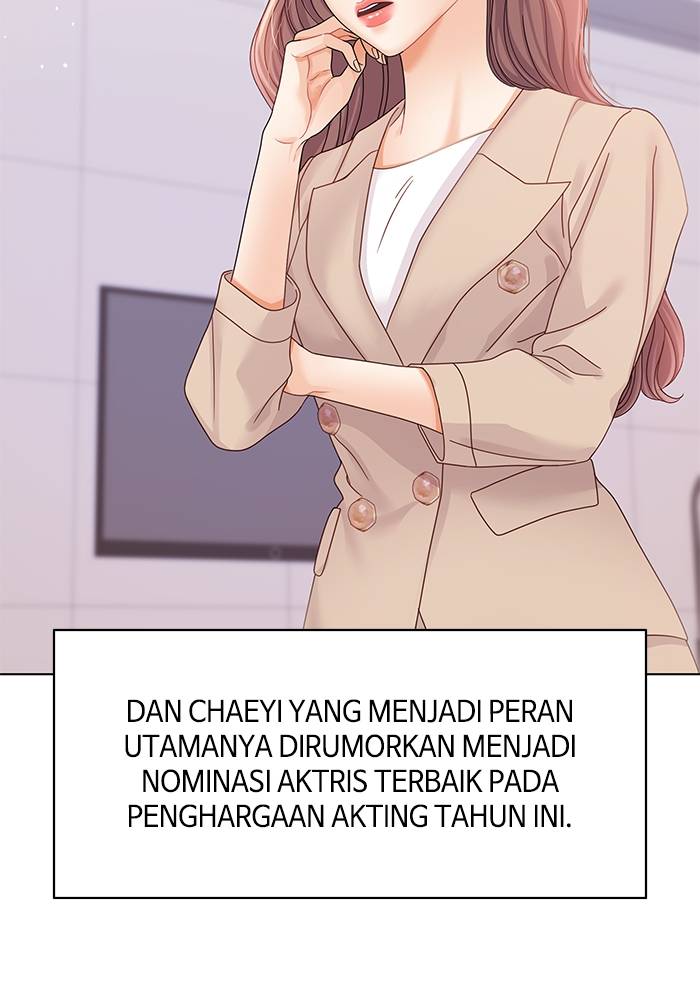 DAN CHAEYI YANG MENJADI PERAN
UTAMANYA DIRUMORKAN MENJADI
NOMINASI AKTRIS TERBAIK PADA
PENGHARGAAN AKTING TAHUN INI.